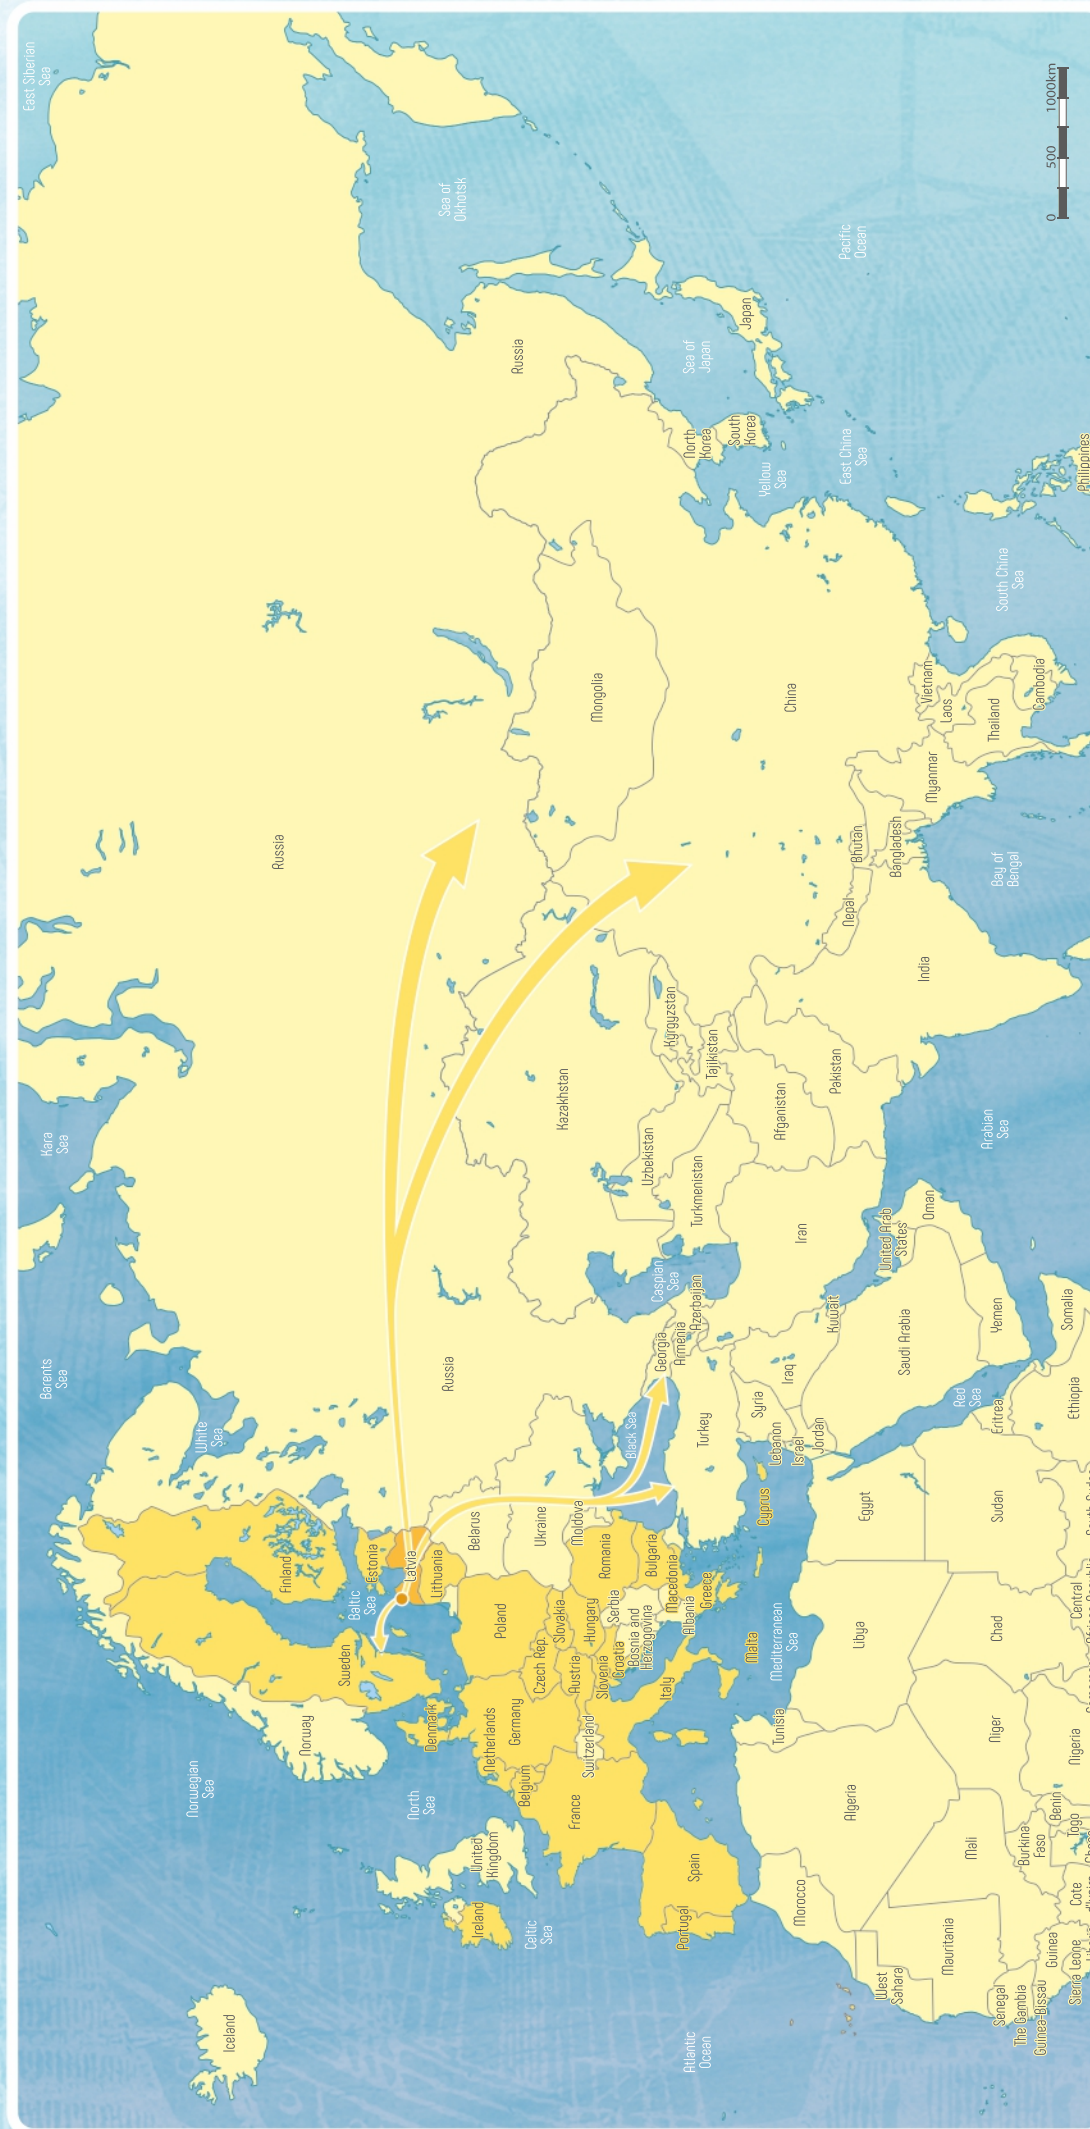 East Siberian
Sea
Kara
Sea
Barents
Sea
Norwegian
Sea
White
Sea
Iceland
Russia
Finland
Norway
Sweden
Baltic
Sea
Estonia
Latvia
Lithuania
North
Sea
Denmark
Russia
Sea of
Okhotsk
Ireland
United
Kingdom
Celtic
Sea
Netherlands
Belgium
Germany
Poland
Belarus
Russia
Czech Rep.
Slovakia
Ukraine
Kazakhstan
Mongolia
France
Switzerland
Austria
Hungary
Moldova
Slovenia
Croatia
Romania
Serbia
Bosnia and
Herzogovina
Black Sea
Bulgaria
Italy
Macedonia
Albania
Greece
Georgia
Armenia
Azerbaijan
Caspian
Sea
Uzbekistan
Turkmenistan
Kyrgyzstan
Tajikistan
Portugal
Spain
Turkey
Atlantic
Ocean
North
Korea
South
Korea
Sea of
Japan
Japan
Yellow
Sea
Malta
Mediterranean
Sea
Cyprus
Syria
Lebanon
Israel
Jordan
Iraq
Iran
Afganistan
Pakistan
China
Tunisia
Morocco
Kuwait
East China
Sea
Pacific
Ocean
Algeria
Libya
Egypt
Nepal
Bhutan
Bangladesh
West
Sahara
United Arab
States
Saudi Arabia
Oman
India
Myanmar
Vietnam
Laos
Mauritania
Mali
Niger
Chad
Sudan
Red
Sea
Eritrea
Yemen
Arabian
Sea
Bay of
Bengal
Thailand
South China
Sea
Senegal
The Gambia
Guinea-Bissau
Guinea
Sierra Leone
Burkina
Faso
Benin
Togo
Cote
Nigeria
Central
Ethiopia
Somalia
Cambodia
Philippines
0
500
1000km